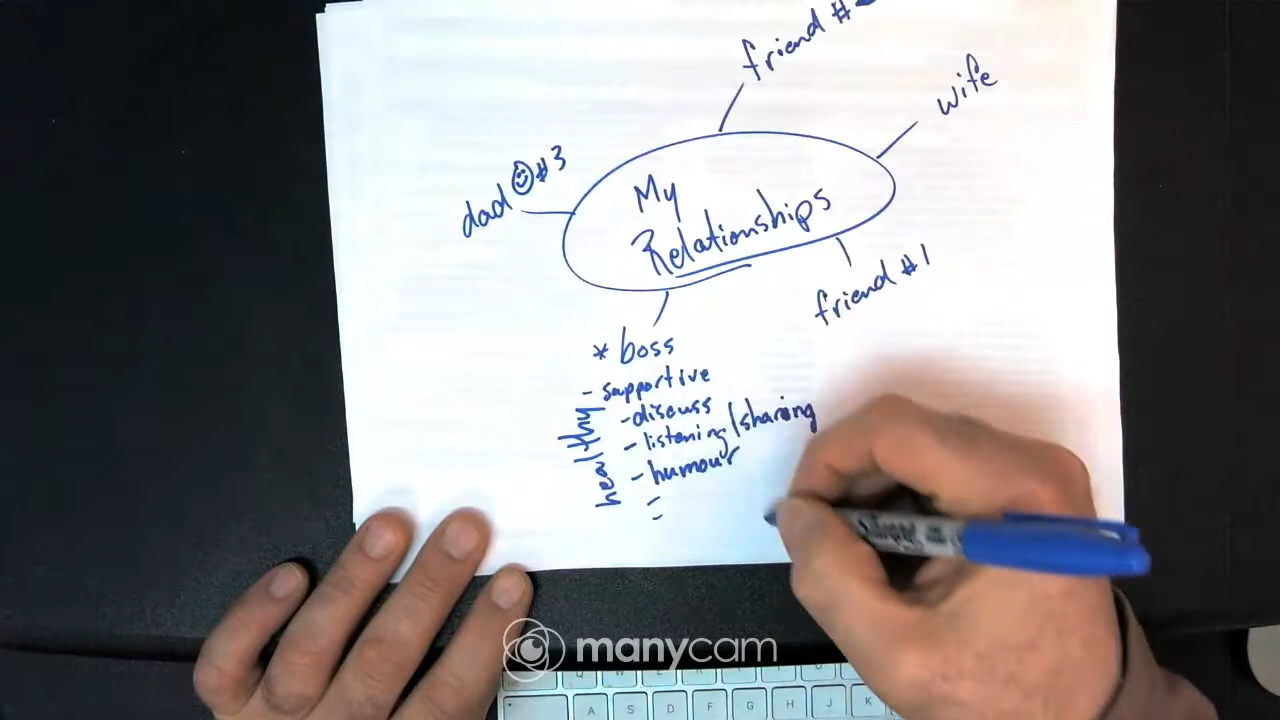 friend #
wife
dad #3
My
Relationships
friend #1
* boss
- supportive
- discuss
- listening/sharing
- humour
-
-
healthy
Sharpie
manycam
Q W E R T Y U
A S D F G H J K